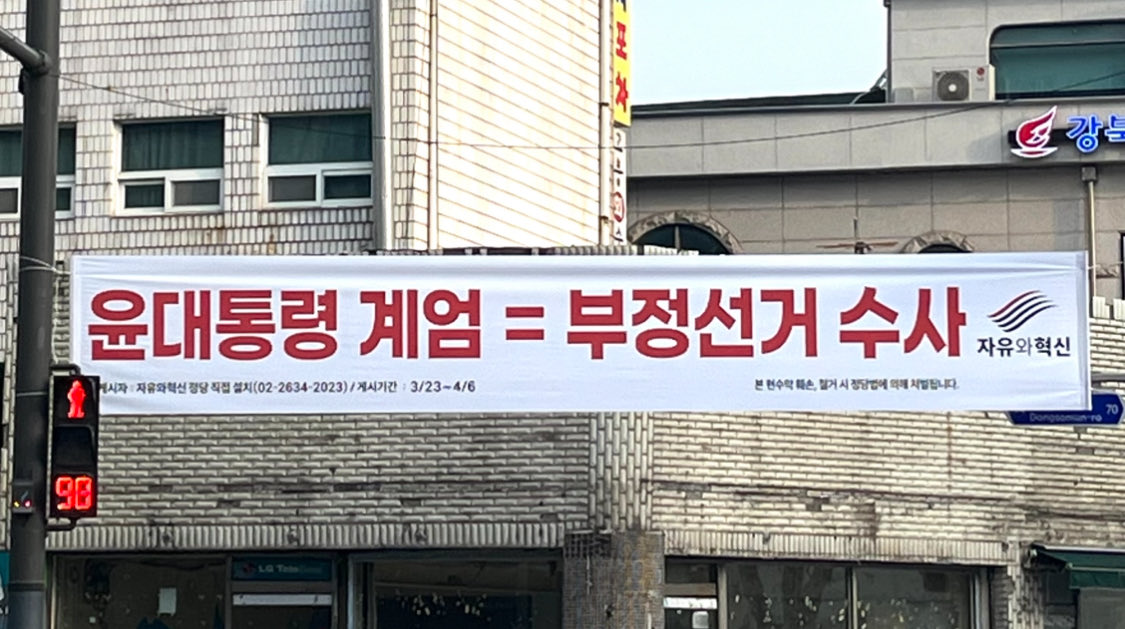 포차
강북
윤대통령 계엄 = 부정선거 수사
자유와혁신
게시자 : 자유와혁신 정당 직접 설치(02-2634-2023) / 게시기간 : 3/23~4/6
본 현수막 훼손, 철거 시 정당법에 의해 처벌됩니다.
70
98
LG